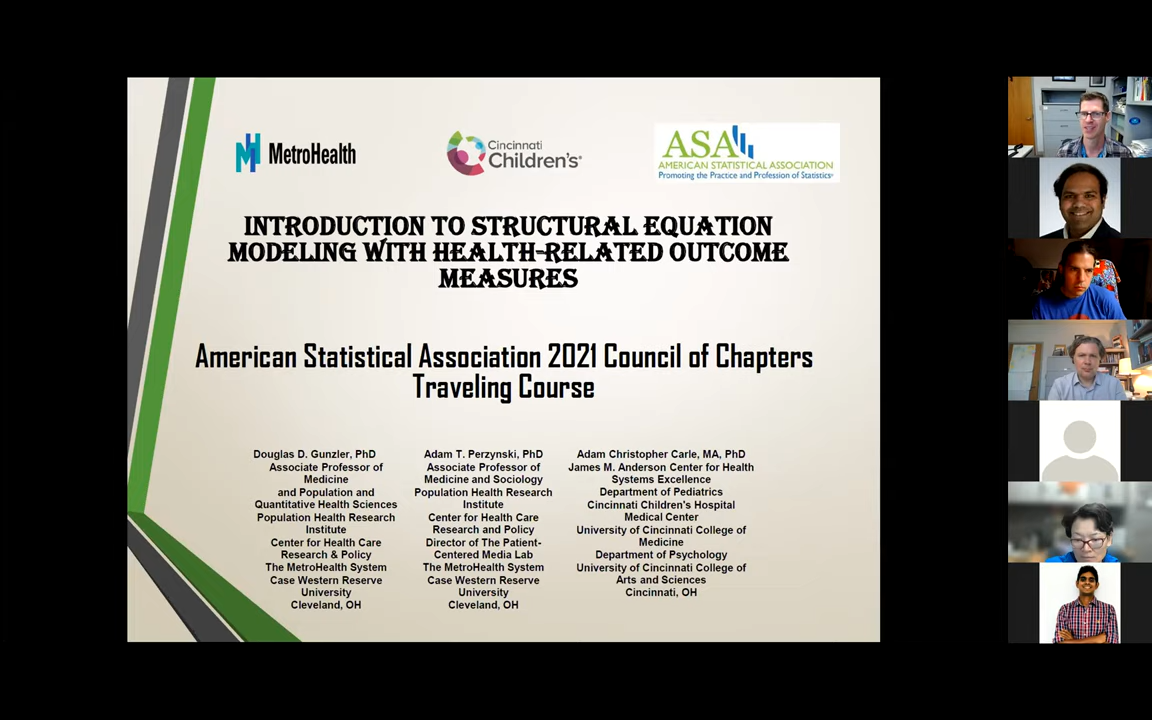 MetroHealth
Cincinnati
Children's
ASA
AMERICAN STATISTICAL ASSOCIATION
Promoting the Practice and Profession of Statistics®
INTRODUCTION TO STRUCTURAL EQUATION
MODELING WITH HEALTH-RELATED OUTCOME
MEASURES
American Statistical Association 2021 Council of Chapters
Traveling Course
Douglas D. Gunzler, PhD
Associate Professor of
Medicine
and Population and
Quantitative Health Sciences
Population Health Research
Institute
Center for Health Care
Research & Policy
The MetroHealth System
Case Western Reserve
University
Cleveland, OH
Adam T. Perzynski, PhD
Associate Professor of
Medicine and Sociology
Population Health Research
Institute
Center for Health Care
Research and Policy
Director of The Patient-
Centered Media Lab
The MetroHealth System
Case Western Reserve
University
Cleveland, OH
Adam Christopher Carle, MA, PhD
James M. Anderson Center for Health
Systems Excellence
Department of Pediatrics
Cincinnati Children's Hospital
Medical Center
University of Cincinnati College of
Medicine
Department of Psychology
University of Cincinnati College of
Arts and Sciences
Cincinnati, OH